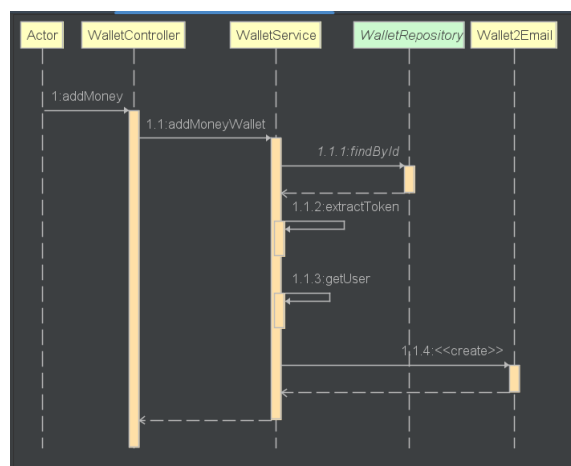 Actor WalletController WalletService WalletRepository Wallet2Email
1:addMoney
1.1:addMoneyWallet
1.1.1:findById
1.1.2:extractToken
1.1.3:getUser
1.1.4:<<create>>